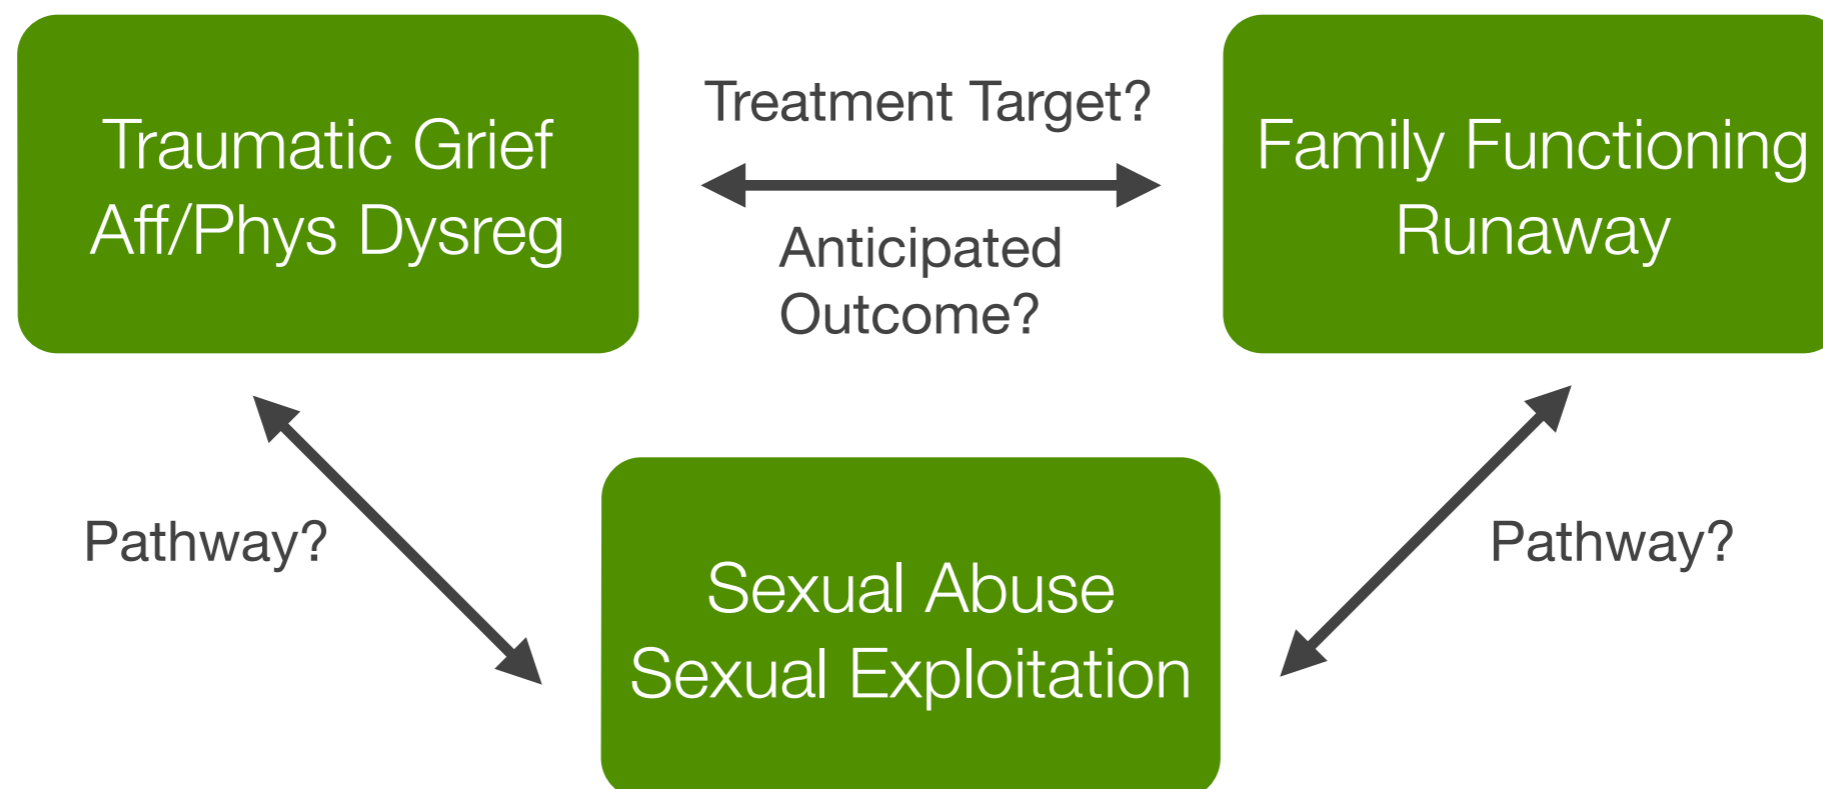 Traumatic Grief
Aff/Phys Dysreg
Treatment Target?
Anticipated
Outcome?
Family Functioning
Runaway
Pathway?
Sexual Abuse
Sexual Exploitation
Pathway?